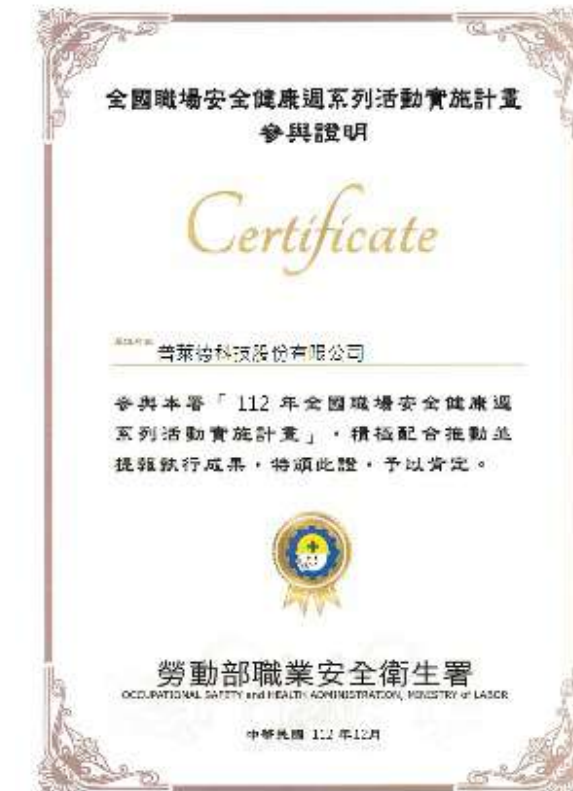 全國職場安全健康週系列活動實施計畫
參與證明
Certificate
普萊德科技股份有限公司
參與本署「112 年全國職場安全健康週
系列活動實施計畫」，積極配合推動並
提報執行成果，特頒此證，予以肯定。
勞動部職業安全衛生署
OCCUPATIONAL SAFETY and HEALTH ADMINISTRATION, MINISTRY of LABOR
中華民國 112 年12月